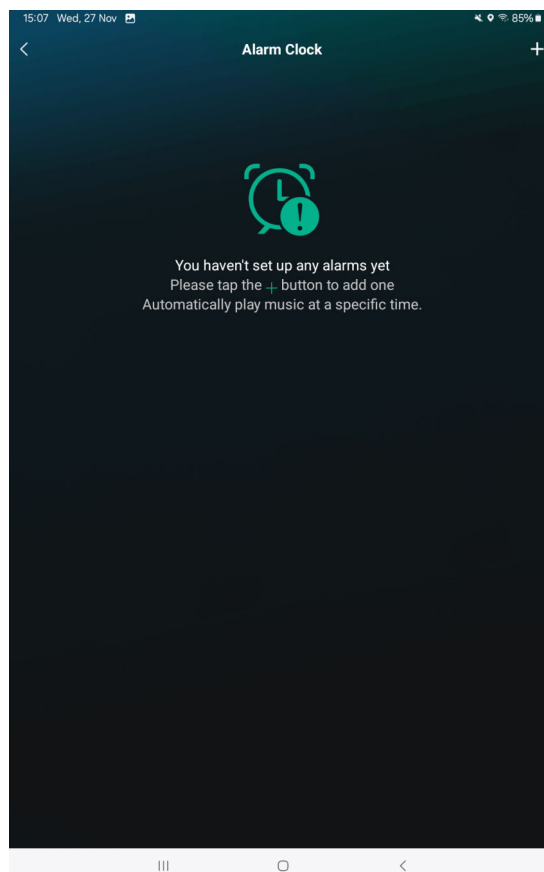 15:07 Wed, 27 Nov
85%
Alarm Clock
You haven't set up any alarms yet
Please tap the + button to add one
Automatically play music at a specific time.